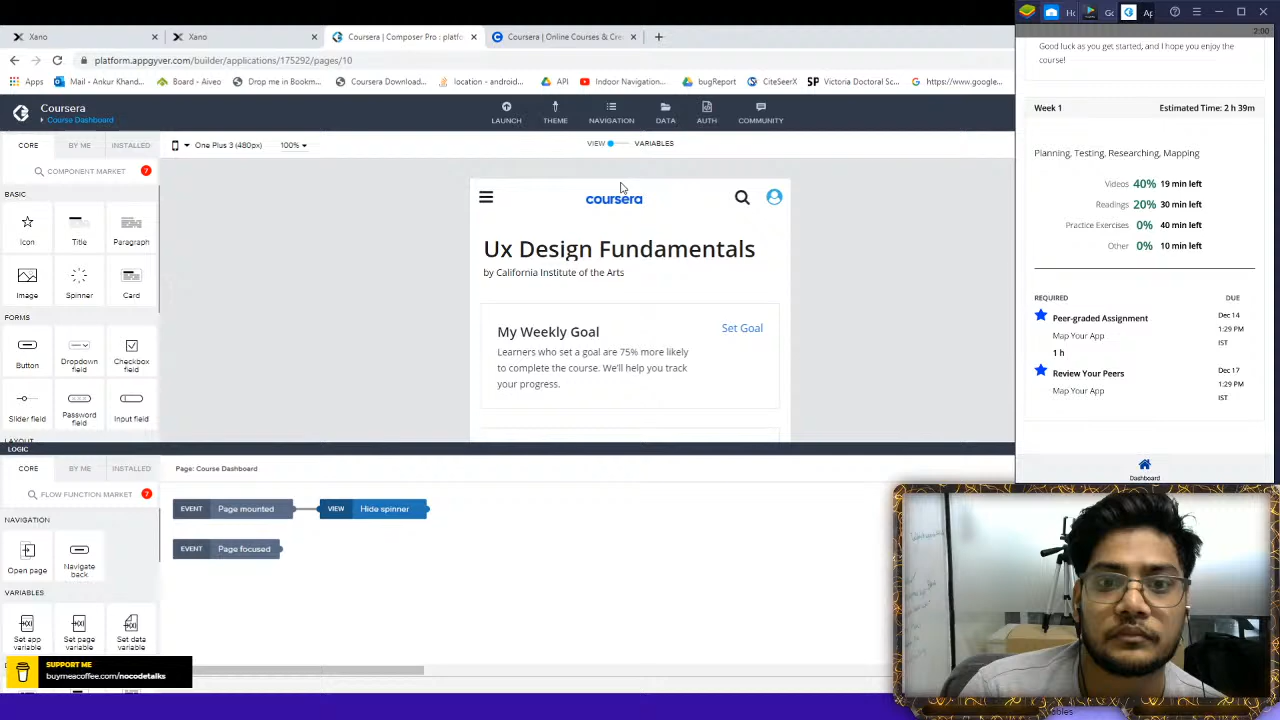 Xano
Xano
Coursera | Composer Pro : platfo
Coursera | Online Courses & Cre
platform.appgyver.com/builder/applications/175292/pages/10
Apps
Mail - Ankur Khand...
Board - Aiveo
Drop me in Bookm...
Coursera Download...
location - android...
API
Indoor Navigation...
bugReport
CiteSeerX
SP
Victoria Doctoral Sc...
https://www.google...
Coursera
Course Dashboard
LAUNCH
THEME
NAVIGATION
DATA
AUTH
COMMUNITY
CORE
BY ME
INSTALLED
One Plus 3 (480px)
100%
VIEW
VARIABLES
COMPONENT MARKET
7
BASIC
Icon
Title
Paragraph
Image
Spinner
Card
FORMS
Button
Dropdown
field
Checkbox
field
Slider field
Password
field
Input field
LAYOUT
coursera
Ux Design Fundamentals
by California Institute of the Arts
My Weekly Goal
Set Goal
Learners who set a goal are 75% more likely
to complete the course. We'll help you track
your progress.
LOGIC
CORE
BY ME
INSTALLED
Page: Course Dashboard
FLOW FUNCTION MARKET
7
EVENT
Page mounted
VIEW
Hide spinner
EVENT
Page focused
NAVIGATION
Open page
Navigate
back
VARIABLES
Set app
variable
Set page
variable
Set data
variable
SUPPORT ME
buymeacoffee.com/nocodetalks
Ho
Go
Ap
2:00
Good luck as you get started, and I hope you enjoy the
course!
Week 1
Estimated Time: 2 h 39m
Planning, Testing, Researching, Mapping
Videos 40% 19 min left
Readings 20% 30 min left
Practice Exercises 0% 40 min left
Other 0% 10 min left
REQUIRED
DUE
Peer-graded Assignment
Map Your App
1 h
Dec 14
1:29 PM
IST
Review Your Peers
Map Your App
Dec 17
1:29 PM
IST
Dashboard